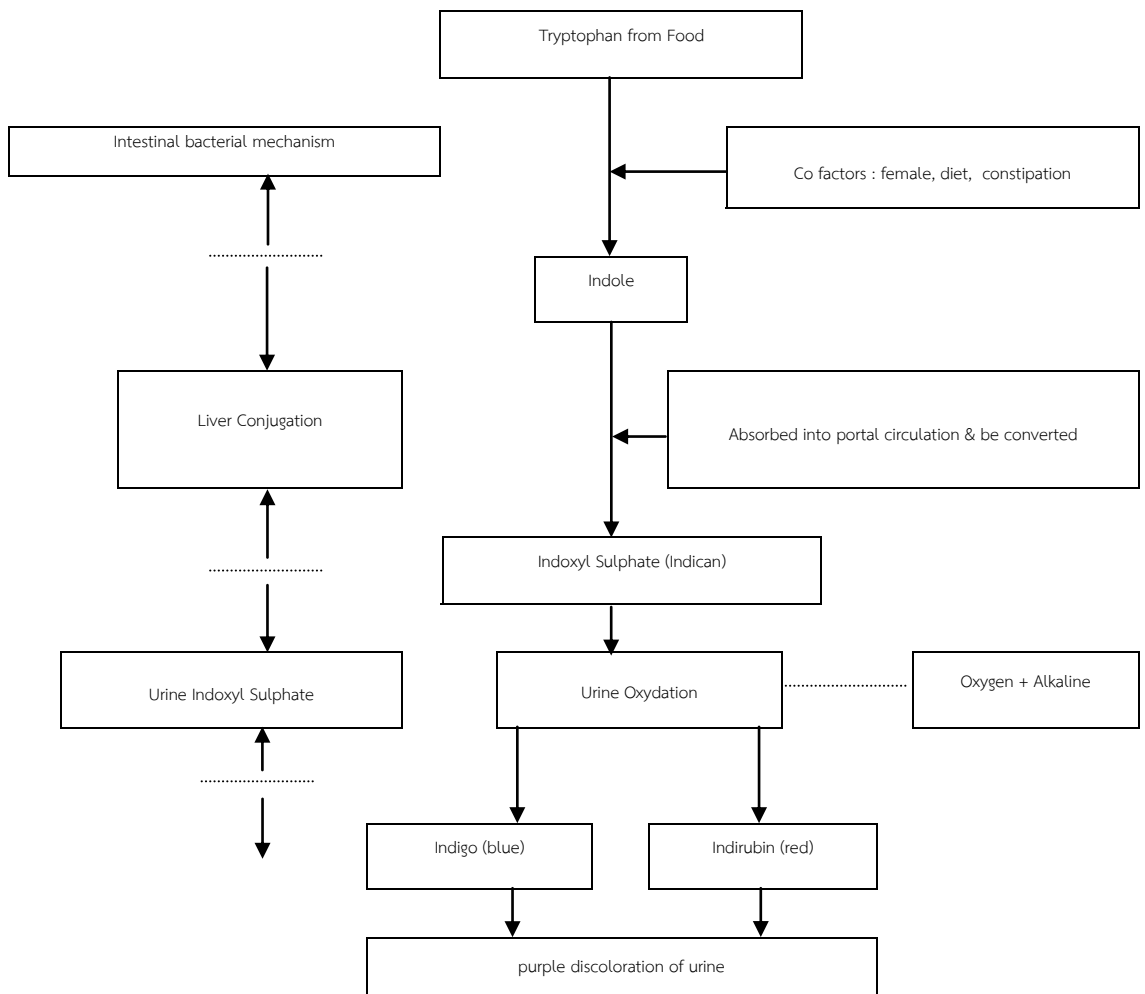 Tryptophan from Food
Intestinal bacterial mechanism
Co factors : female, diet, constipation
Indole
Liver Conjugation
Absorbed into portal circulation & be converted
Indoxyl Sulphate (Indican)
Urine Indoxyl Sulphate
Urine Oxydation
Oxygen + Alkaline
Indigo (blue)
Indirubin (red)
purple discoloration of urine